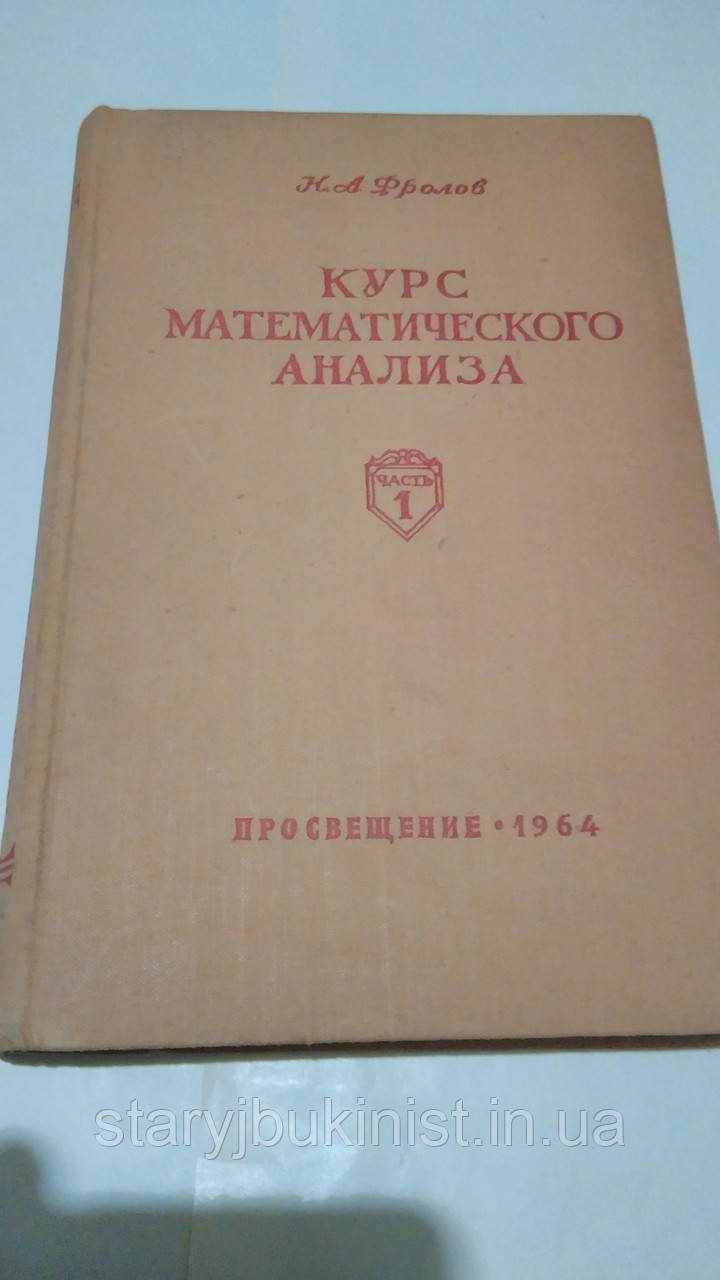 Н. А. Фролов
КУРС
МАТЕМАТИЧЕСКОГО
АНАЛИЗА
ЧАСТЬ
1
ПРОСВЕЩЕНИЕ • 1964
staryjbukinist.in.ua